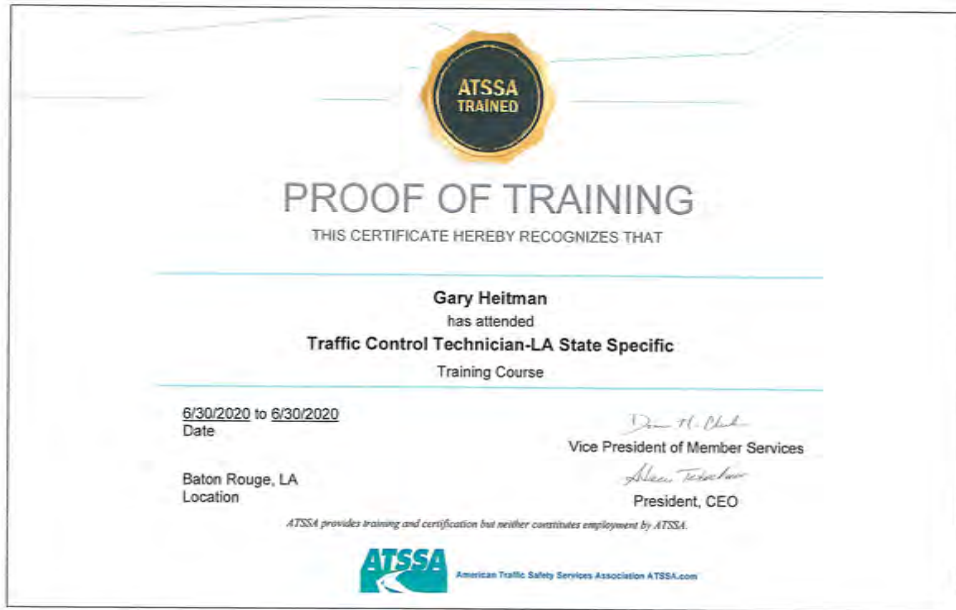 ATSSA
TRAINED
PROOF OF TRAINING
THIS CERTIFICATE HEREBY RECOGNIZES THAT
Gary Heitman
has attended
Traffic Control Technician-LA State Specific
Training Course
6/30/2020 to 6/30/2020
Date
Vice President of Member Services
Baton Rouge, LA
Location
President, CEO
ATSSA provides training and certification but neither constitutes employment by ATSSA.
ATSSA
American Traffic Safety Services Association ATSSA.com